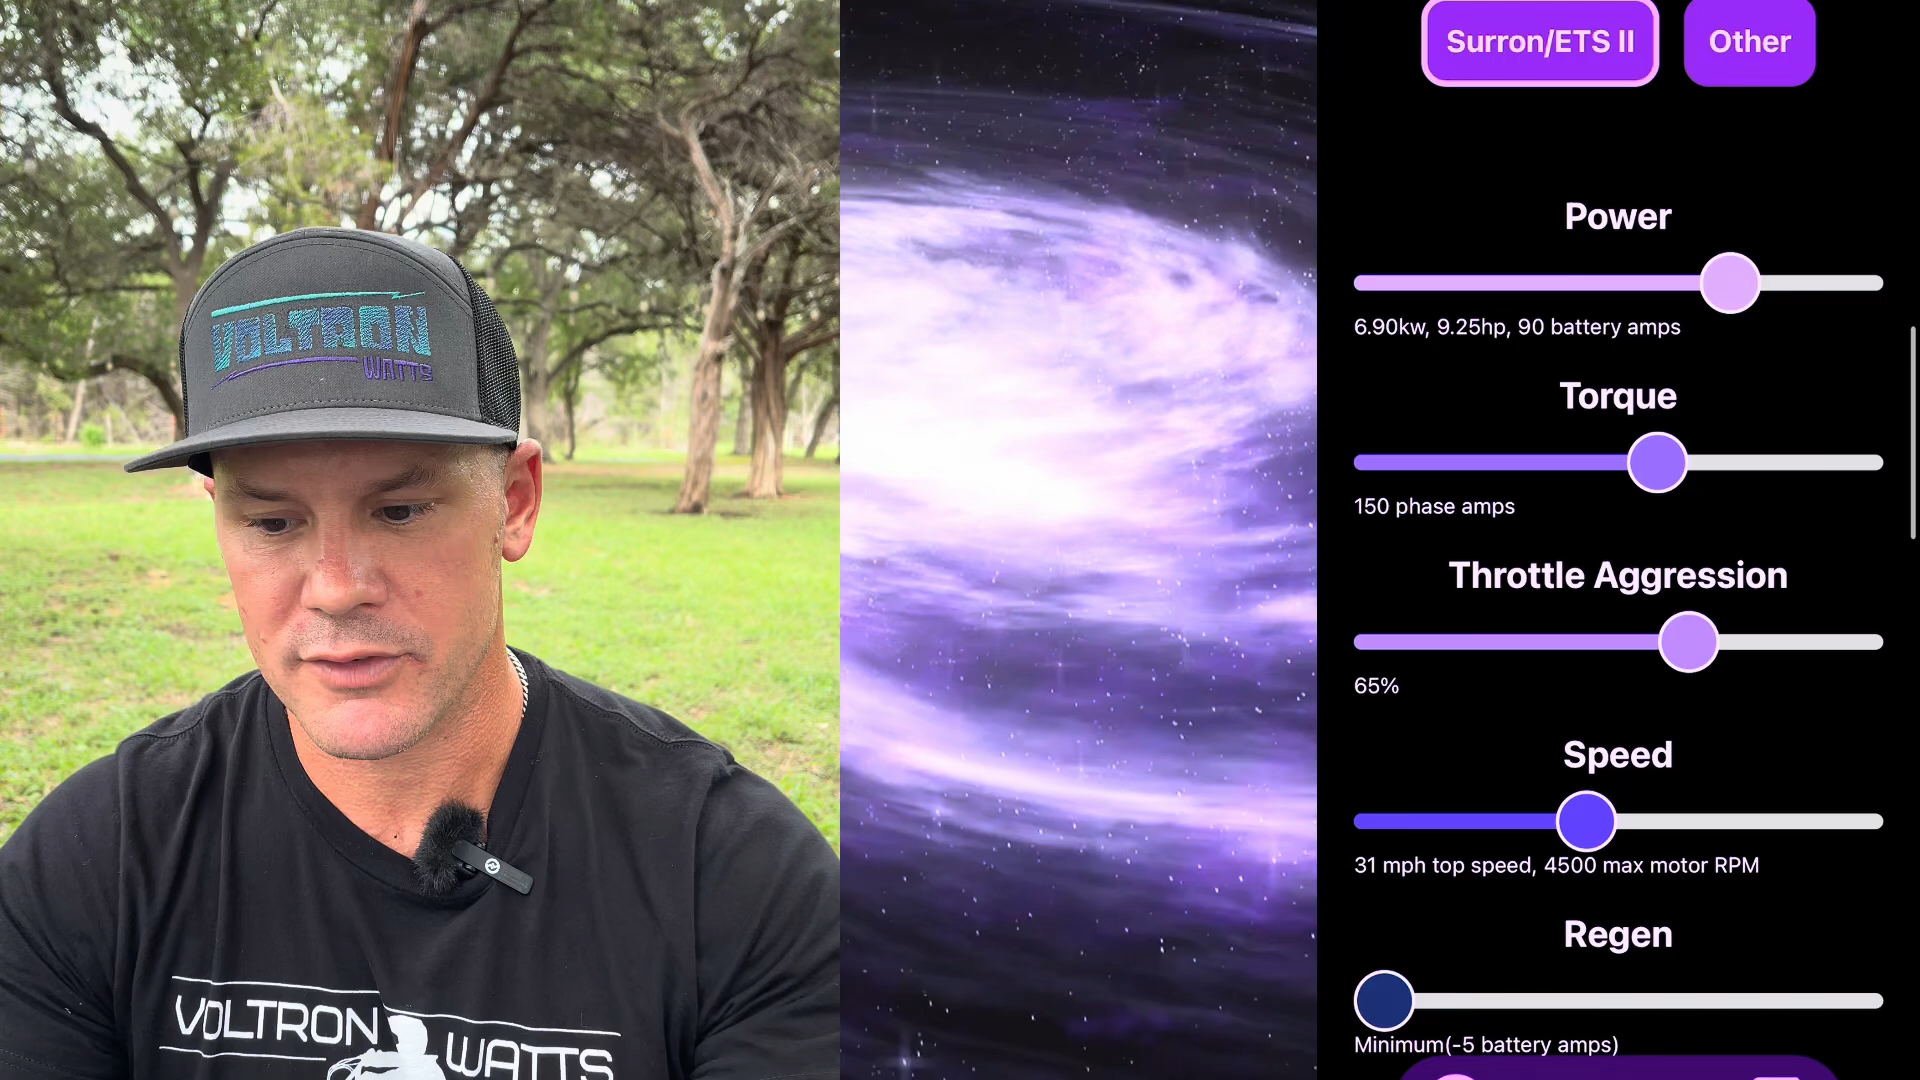 VOLTRON
WATTS
VOLTRON WATTS
Surron/ETS II
Other
Power
6.90kw, 9.25hp, 90 battery amps
Torque
150 phase amps
Throttle Aggression
65%
Speed
31 mph top speed, 4500 max motor RPM
Regen
Minimum(-5 battery amps)